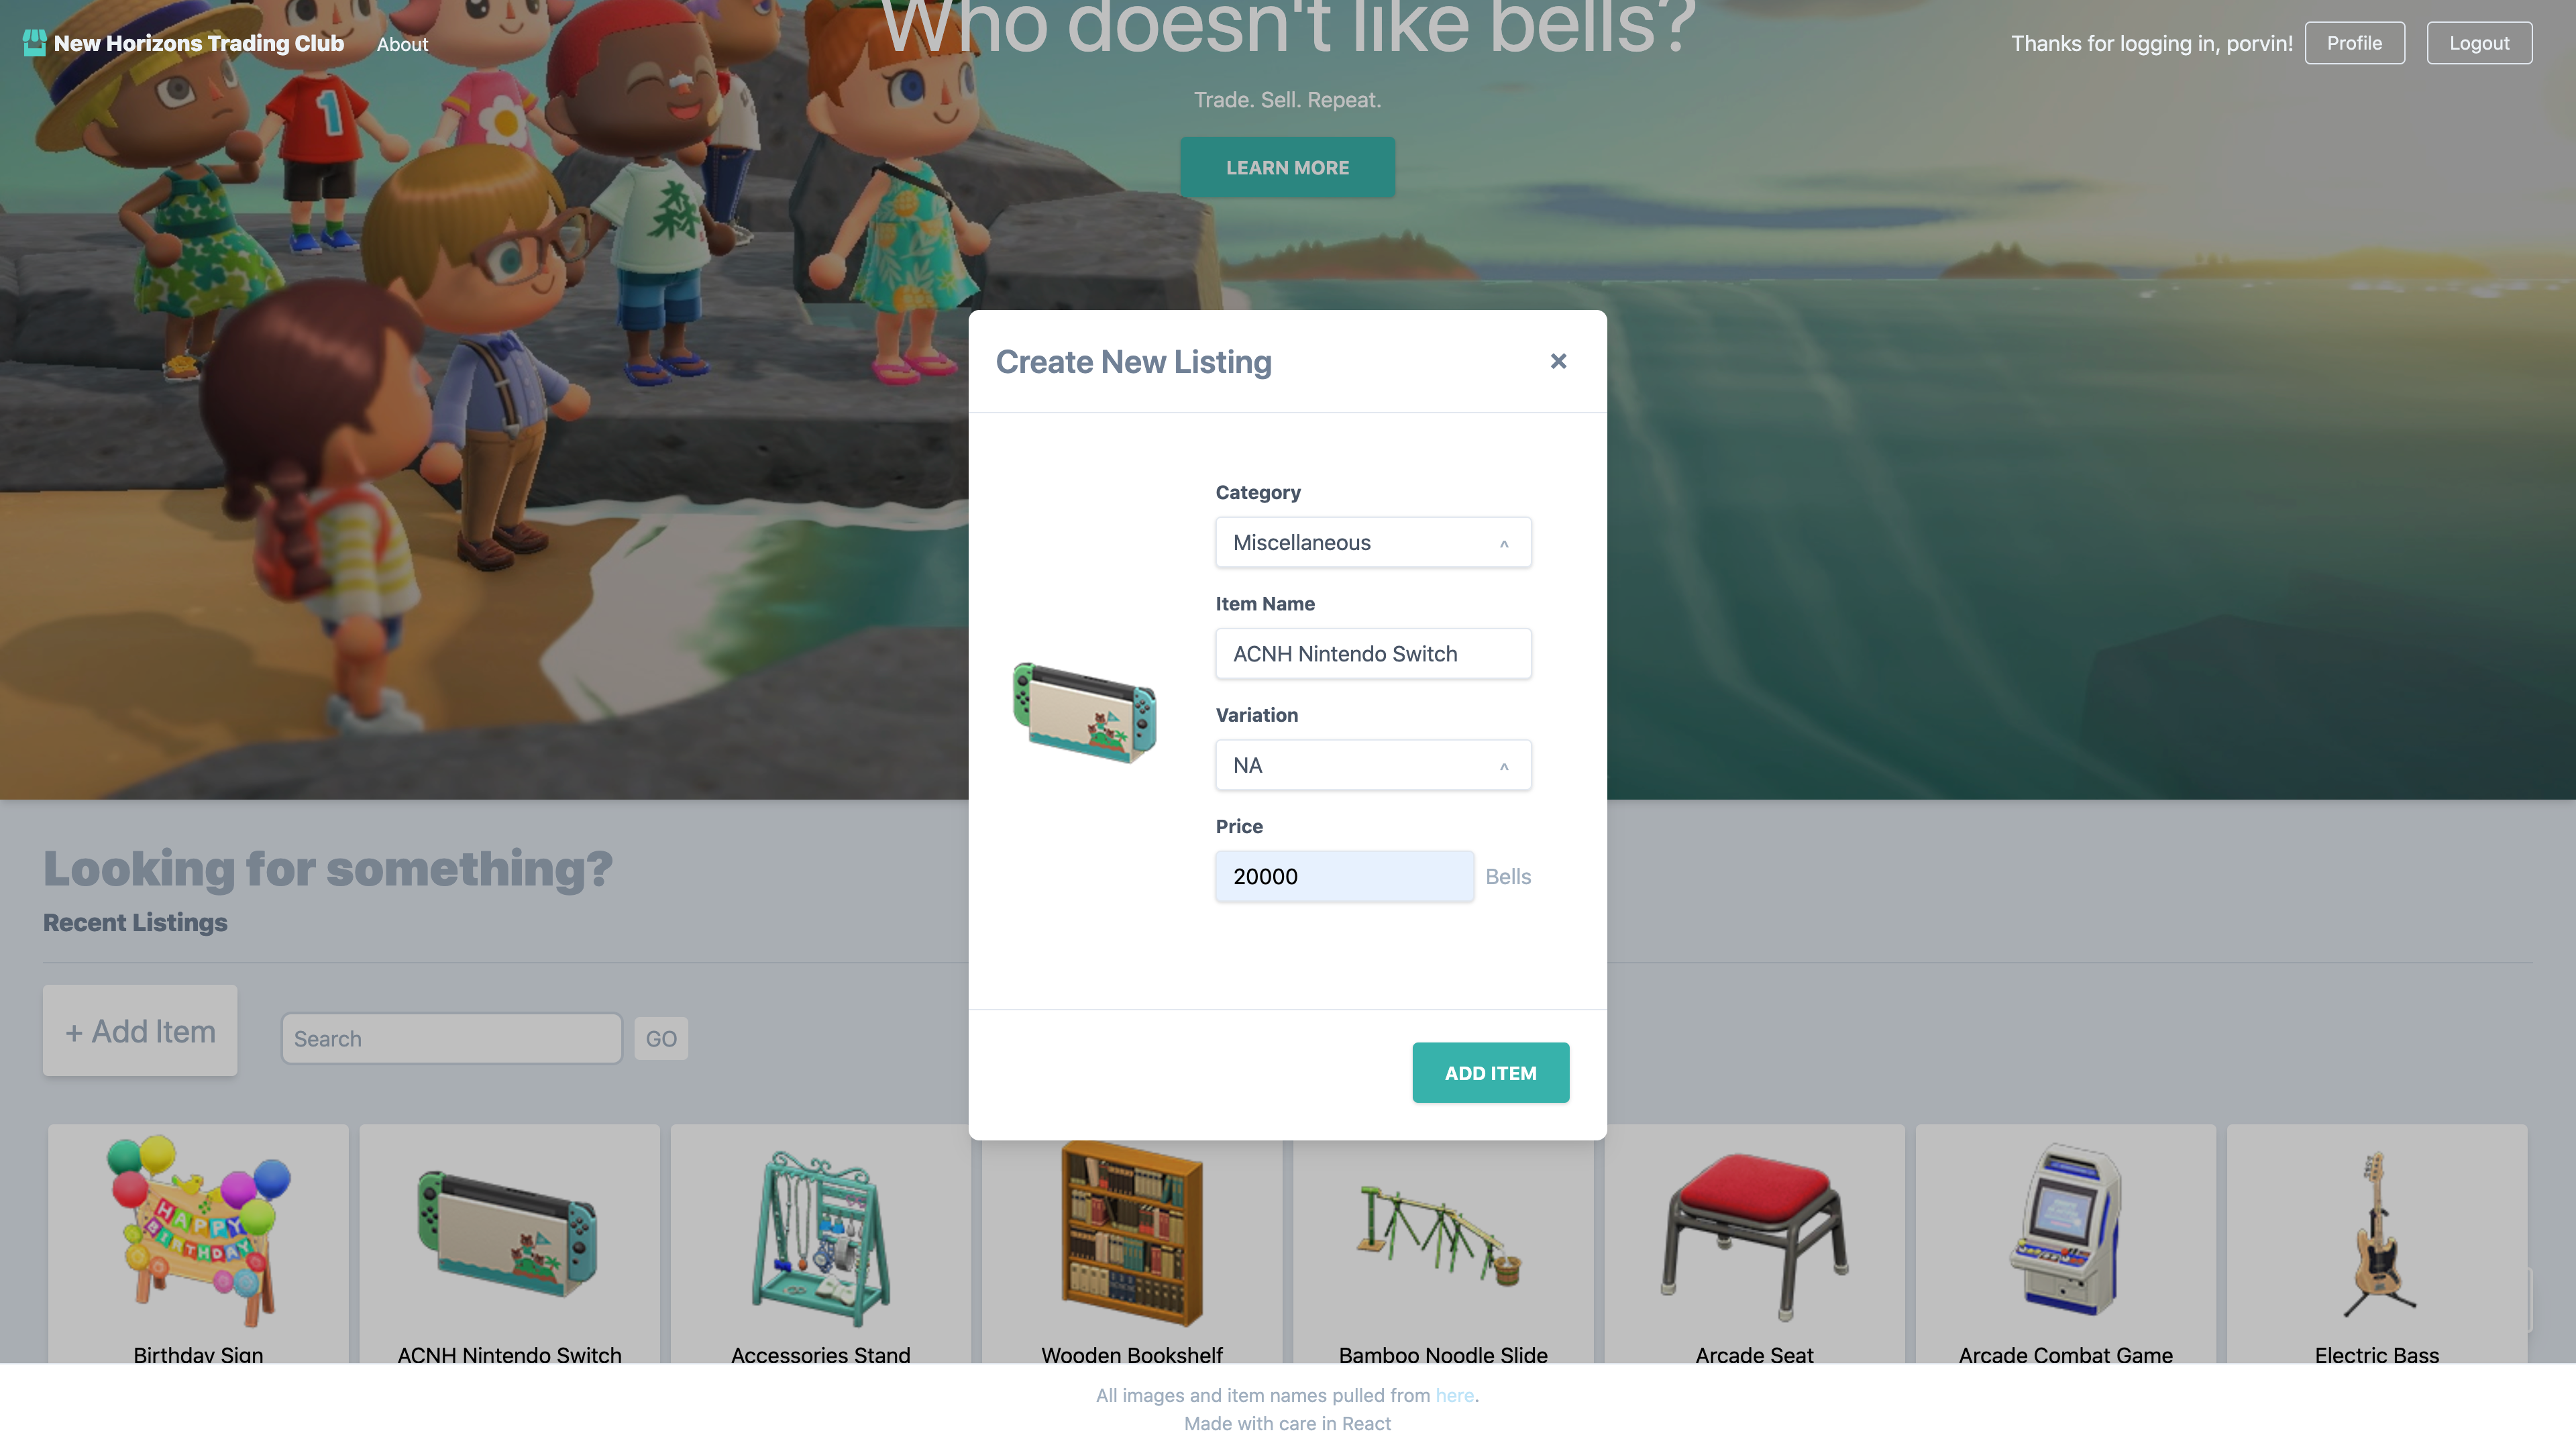 Who doesn't like bells?
New Horizons Trading Club About
Thanks for logging in, porvin! Profile Logout
1
Trade. Sell. Repeat.
LEARN MORE
森
Create New Listing ×
Category
Miscellaneous
Item Name
ACNH Nintendo Switch
Variation
NA
Price
20000 Bells
ADD ITEM
Looking for something?
Recent Listings
+ Add Item Search GO
HAPPY
BIRTHDAY
Birthday Sign ACNH Nintendo Switch Accessories Stand Wooden Bookshelf Bamboo Noodle Slide Arcade Seat Arcade Combat Game Electric Bass
All images and item names pulled from here.
Made with care in React